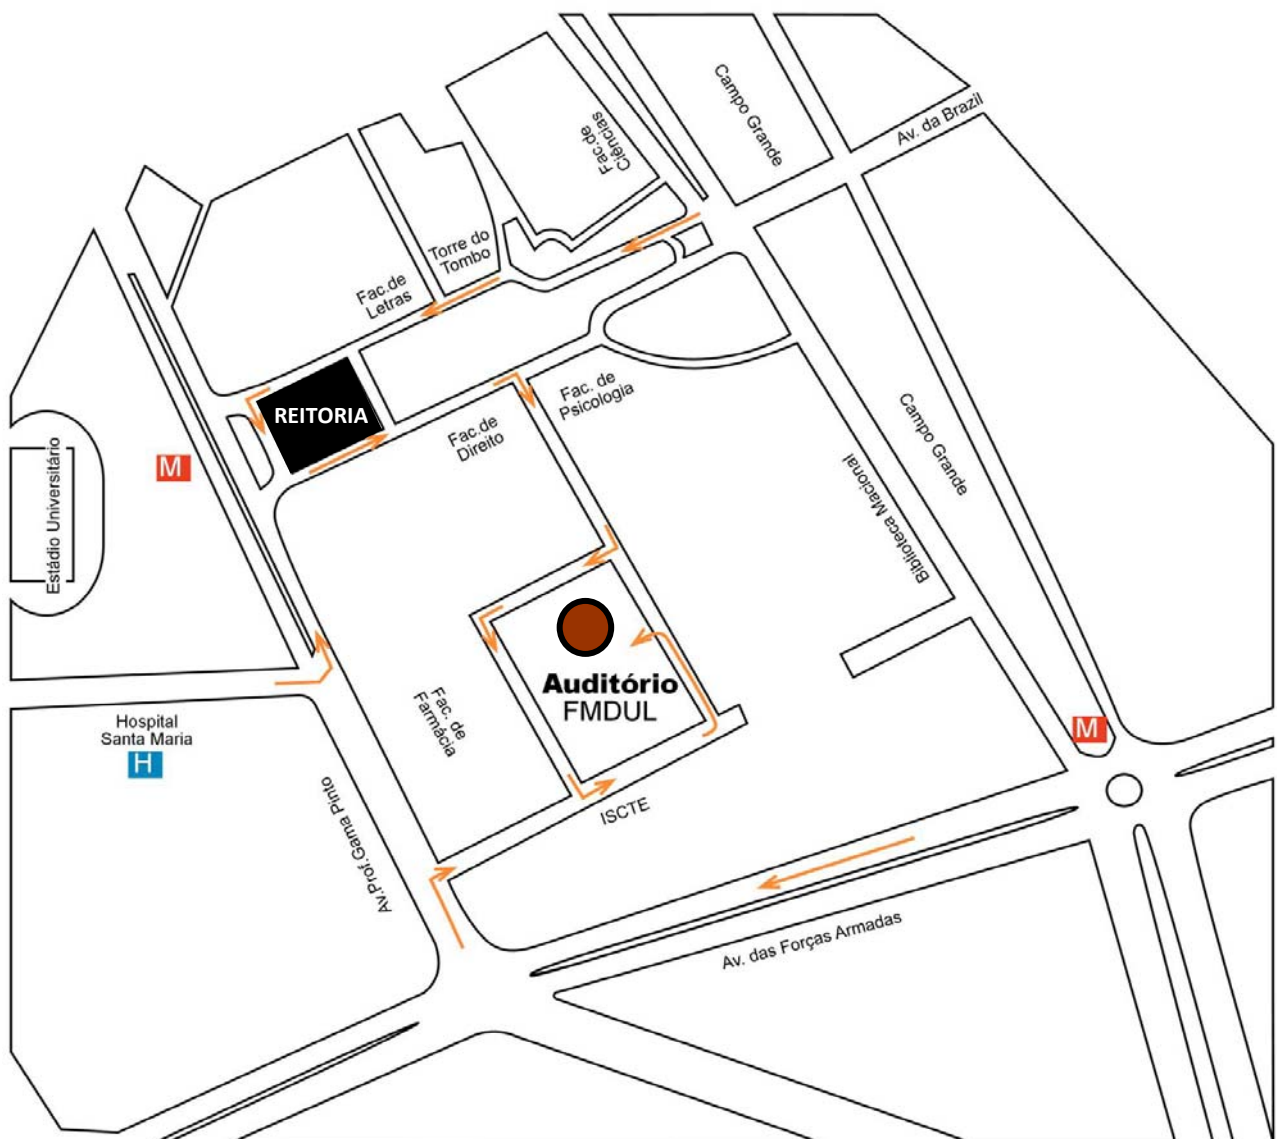 Campo Grande
Av. da Brazil
Fac.de
Ciências
Torre do
Tombo
Fac.de
Letras
REITORIA
Fac. de
Psicologia
Fac.de
Direito
Campo Grande
Biblioteca Macional
M
Estádio Universitário
Auditório
FMDUL
Fac. de
Farmácia
Hospital
Santa Maria
H
M
Av.Prof.Gama Pinto
ISCTE
Av. das Forças Armadas